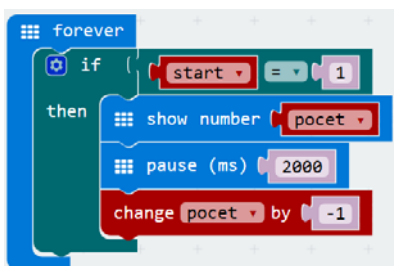 forever
if start = 1
then show number pocet
pause (ms) 2000
change pocet by -1